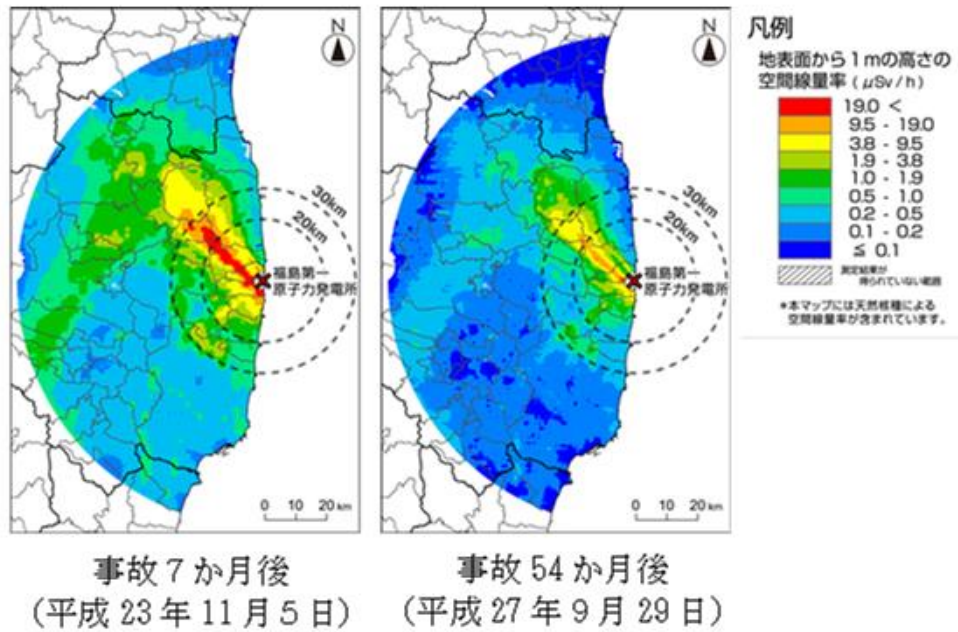 N
30km
20km
福島第一
原子力発電所
0 10 20 km
事故7か月後
(平成23年11月5日)
N
30km
20km
福島第一
原子力発電所
0 10 20 km
事故54か月後
(平成27年9月29日)
凡例
地表面から1mの高さの
空間線量率(μSv/h)
19.0 <
9.5 - 19.0
3.8 - 9.5
1.9 - 3.8
1.0 - 1.9
0.5 - 1.0
0.2 - 0.5
0.1 - 0.2
≦ 0.1
測定結果が
得られていない範囲
*本マップには天然核種による
空間線量率が含まれています。